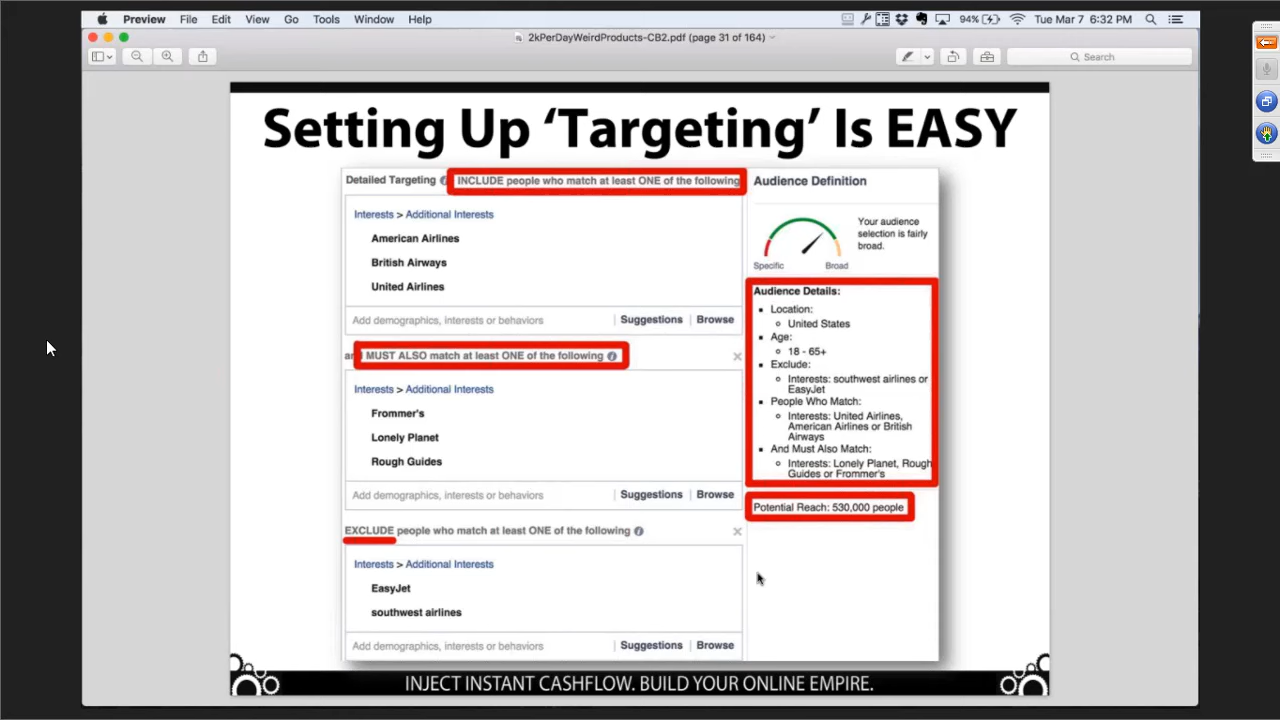 Preview File Edit View Go Tools Window Help 94% Tue Mar 7 6:32 PM
2kPerDayWeirdProducts-CB2.pdf (page 31 of 164)
Search
Setting Up ‘Targeting’ Is EASY
Detailed Targeting INCLUDE people who match at least ONE of the following
Interests > Additional Interests
American Airlines
British Airways
United Airlines
Add demographics, interests or behaviors Suggestions Browse
MUST ALSO match at least ONE of the following
Interests > Additional Interests
Frommer's
Lonely Planet
Rough Guides
Add demographics, interests or behaviors Suggestions Browse
EXCLUDE people who match at least ONE of the following
Interests > Additional Interests
EasyJet
southwest airlines
Add demographics, interests or behaviors Suggestions Browse
Audience Definition
Your audience
selection is fairly
broad.
Specific Broad
Audience Details:
Location:
United States
Age:
18 - 65+
Exclude:
Interests: southwest airlines or
EasyJet
People Who Match:
Interests: United Airlines,
American Airlines or British
Airways
And Must Also Match:
Interests: Lonely Planet, Rough
Guides or Frommer's
Potential Reach: 530,000 people
INJECT INSTANT CASHFLOW. BUILD YOUR ONLINE EMPIRE.